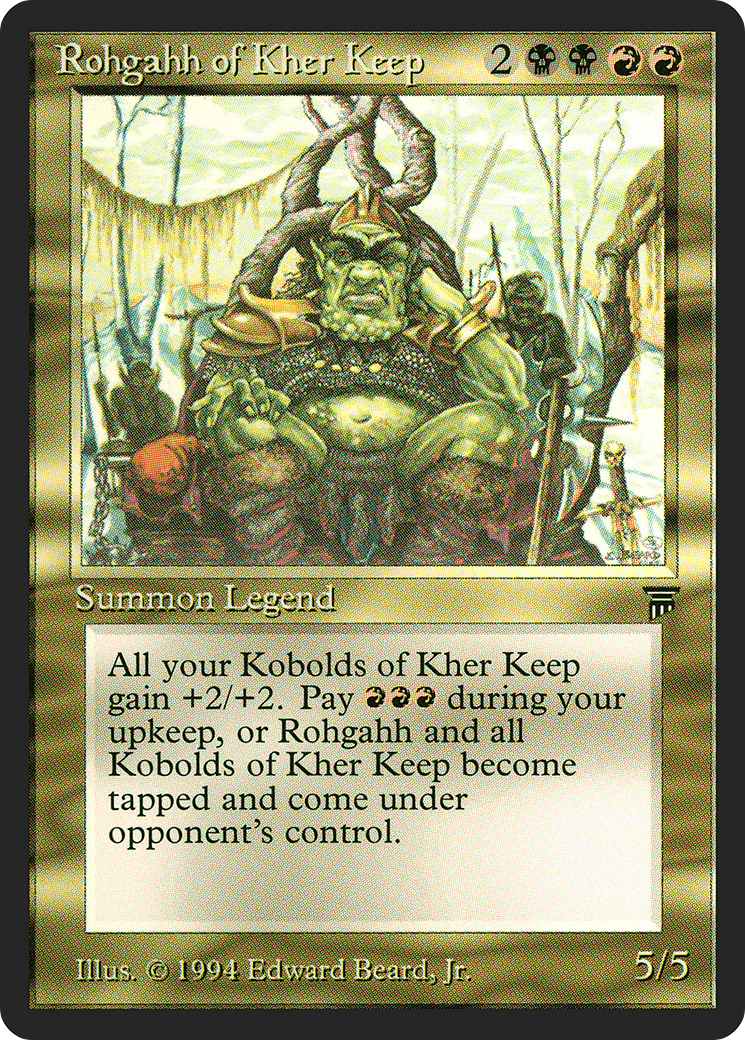 Rohgahh of Kher Keep 2
Summon Legend
All your Kobolds of Kher Keep
gain +2/+2. Pay during your
upkeep, or Rohgahh and all
Kobolds of Kher Keep become
tapped and come under
opponent's control.
Illus. © 1994 Edward Beard, Jr. 5/5